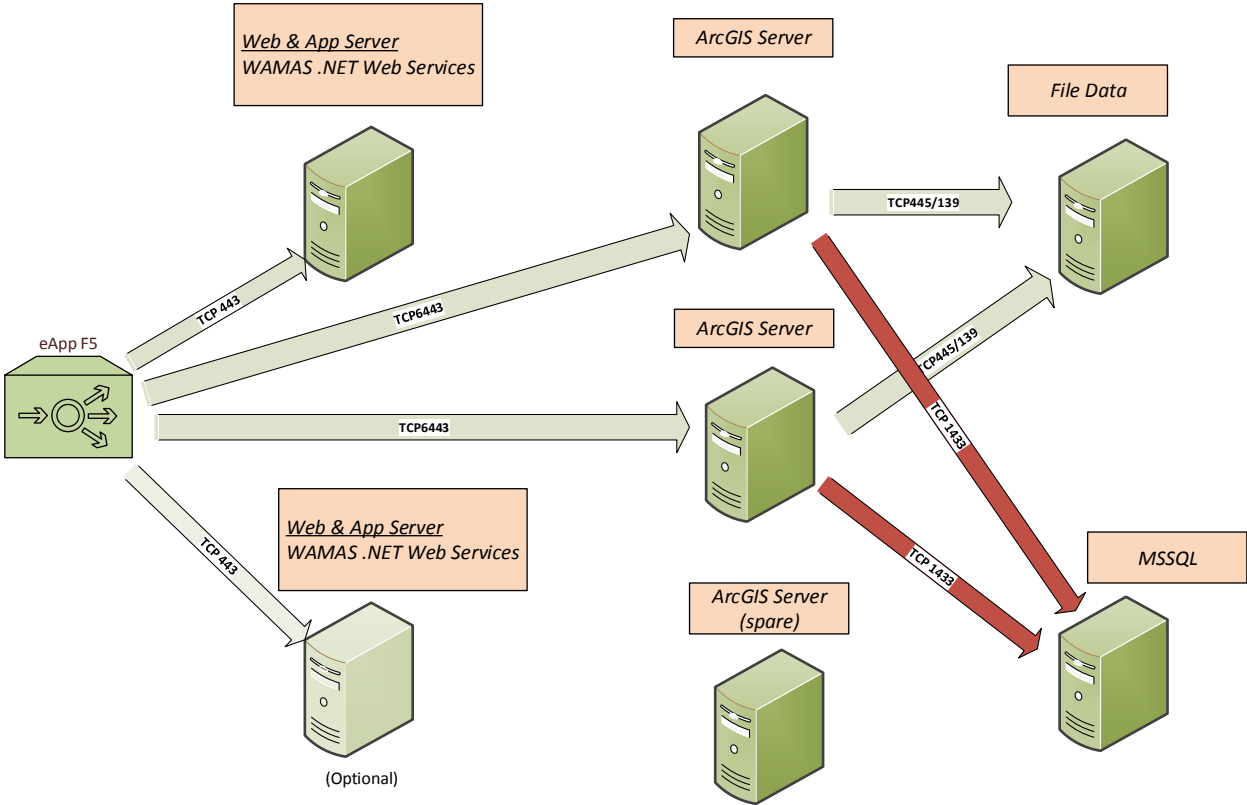 Web & App Server
WAMAS .NET Web Services
ArcGIS Server
File Data
TCP445/139
TCP 443
TCP6443
eApp F5
ArcGIS Server
TCP445/139
TCP 1433
TCP6443
Web & App Server
WAMAS .NET Web Services
TCP 443
TCP 1433
MSSQL
ArcGIS Server
(spare)
(Optional)